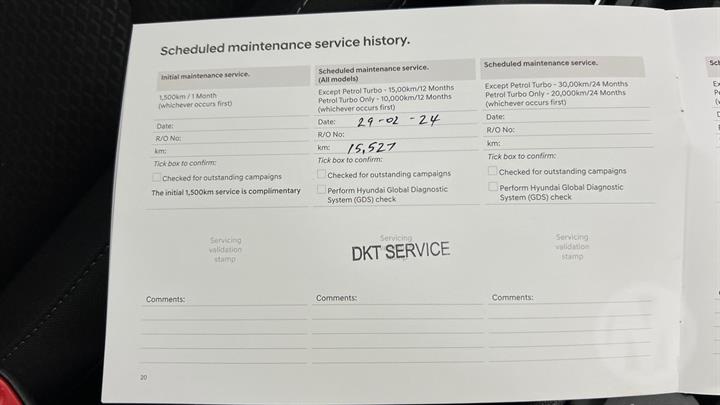 Scheduled maintenance service history.
Initial maintenance service.
1,500km / 1 Month
(whichever occurs first)
Date:
R/O No:
km:
Tick box to confirm:
Checked for outstanding campaigns
The initial 1,500km service is complimentary
Servicing
validation
stamp
Comments:
Scheduled maintenance service.
(All models)
Except Petrol Turbo - 15,00km/12 Months
Petrol Turbo Only - 10,000km/12 Months
(whichever occurs first)
Date: 29-02-24
R/O No:
km: 15,527
Tick box to confirm:
Checked for outstanding campaigns
Perform Hyundai Global Diagnostic
System (GDS) check
Servicing
DKT SERVICE
Comments:
Scheduled maintenance service.
Except Petrol Turbo - 30,00km/24 Months
Petrol Turbo Only - 20,000km/24 Months
(whichever occurs first)
Date:
R/O No:
km:
Tick box to confirm:
Checked for outstanding campaigns
Perform Hyundai Global Diagnostic
System (GDS) check
Servicing
validation
stamp
Comments:
20